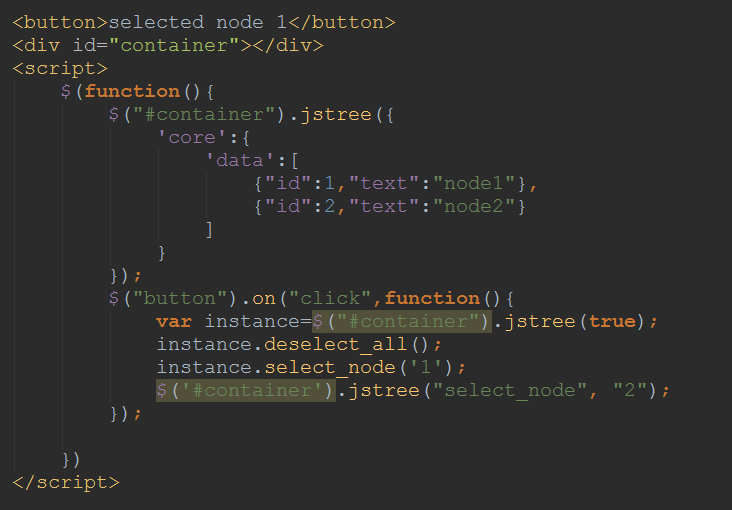 <button>selected node 1</button>
<div id="container"></div>
<script>
    $(function(){
        $("#container").jstree({
            'core':{
                'data':[
                    {"id":1,"text":"node1"},
                    {"id":2,"text":"node2"}
                ]
            }
        });
        $("button").on("click",function(){
            var instance=$("#container").jstree(true);
            instance.deselect_all();
            instance.select_node('1');
            $('#container').jstree("select_node", "2");
        });

    })
</script>